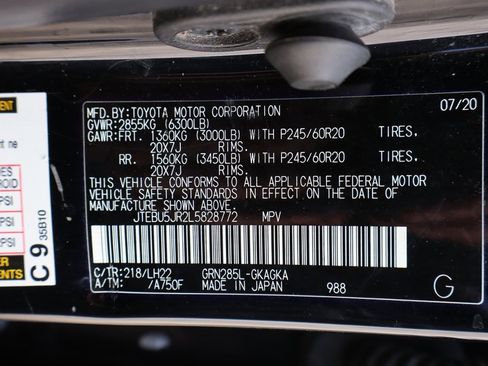 MFD. BY: TOYOTA MOTOR CORPORATION 07/20
GVWR: 2855KG (6300LB)
GAWR: FRT. 1360KG (3000LB) WITH P245/60R20 TIRES.
20X7J RIMS.
RR. 1560KG (3450LB) WITH P245/60R20 TIRES.
20X7J RIMS.
THIS VEHICLE CONFORMS TO ALL APPLICABLE FEDERAL MOTOR
VEHICLE SAFETY STANDARDS IN EFFECT ON THE DATE OF
MANUFACTURE SHOWN ABOVE.
JTEBU5JR2L5828772 MPV
C/TR: 218/LH22 GRN285L-GKAGKA
A/TM: /A750F MADE IN JAPAN 988 G
C 9 35B10
PSI
PSI
PSI